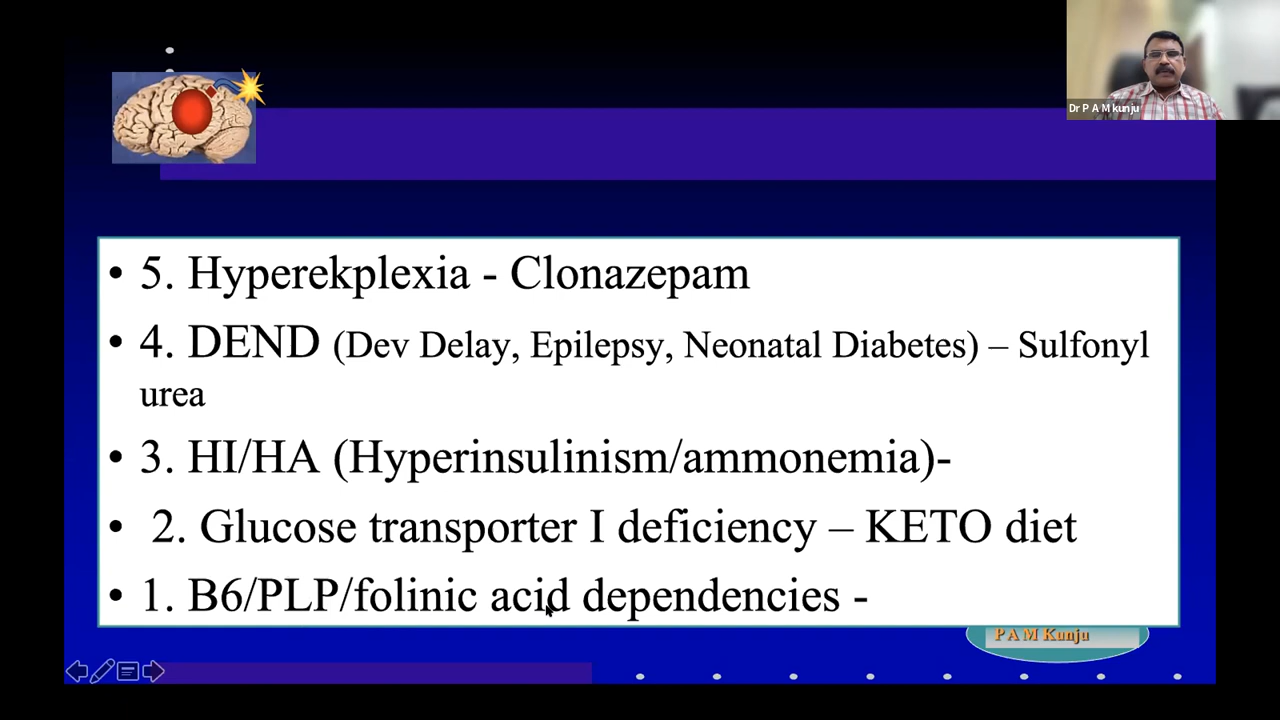 Dr P A M kunju
• 5. Hyperekplexia - Clonazepam
• 4. DEND (Dev Delay, Epilepsy, Neonatal Diabetes) – Sulfonyl
urea
• 3. HI/HA (Hyperinsulinism/ammonemia)-
• 2. Glucose transporter I deficiency – KETO diet
• 1. B6/PLP/folinic acid dependencies -
P A M Kunju